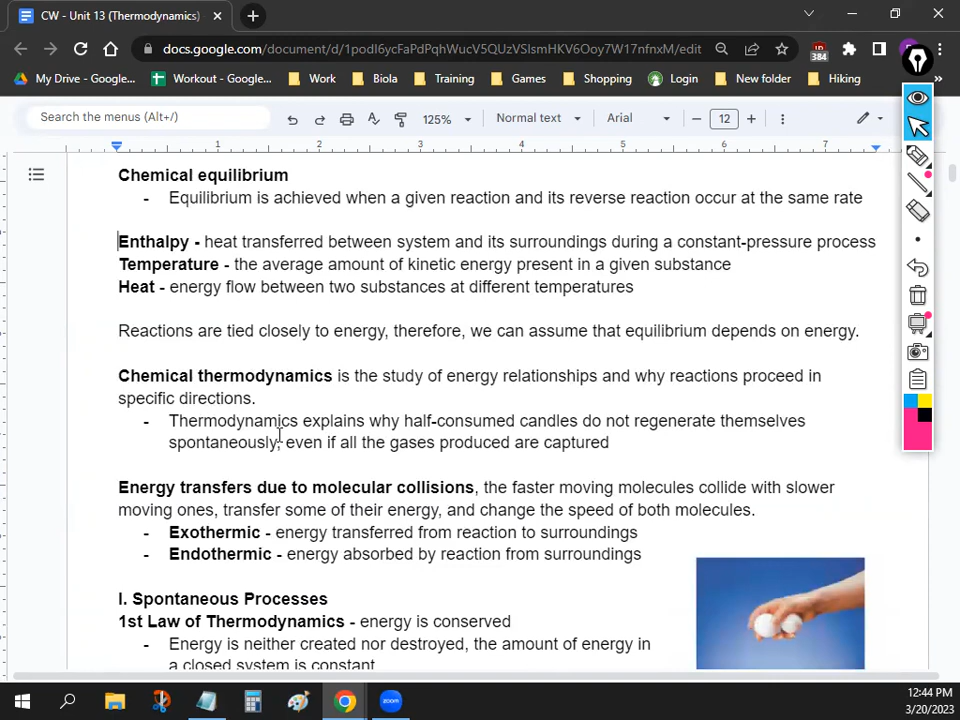 CW - Unit 13 (Thermodynamics)
docs.google.com/document/d/1podI6ycFaPdPqhWucV5QUzVSIsmHKV6Ooy7W17nfnxM/edit
384
My Drive - Google...
Workout - Google...
Work
Biola
Training
Games
Shopping
Login
New folder
Hiking
»
Search the menus (Alt+/)
125%
Normal text
Arial
12
1 2 3 4 5 6 7
Chemical equilibrium
- Equilibrium is achieved when a given reaction and its reverse reaction occur at the same rate
Enthalpy - heat transferred between system and its surroundings during a constant-pressure process
Temperature - the average amount of kinetic energy present in a given substance
Heat - energy flow between two substances at different temperatures
Reactions are tied closely to energy, therefore, we can assume that equilibrium depends on energy.
Chemical thermodynamics is the study of energy relationships and why reactions proceed in
specific directions.
- Thermodynamics explains why half-consumed candles do not regenerate themselves
spontaneously, even if all the gases produced are captured
Energy transfers due to molecular collisions, the faster moving molecules collide with slower
moving ones, transfer some of their energy, and change the speed of both molecules.
- Exothermic - energy transferred from reaction to surroundings
- Endothermic - energy absorbed by reaction from surroundings
I. Spontaneous Processes
1st Law of Thermodynamics - energy is conserved
- Energy is neither created nor destroyed, the amount of energy in
a closed system is constant
zoom
12:44 PM
3/20/2023